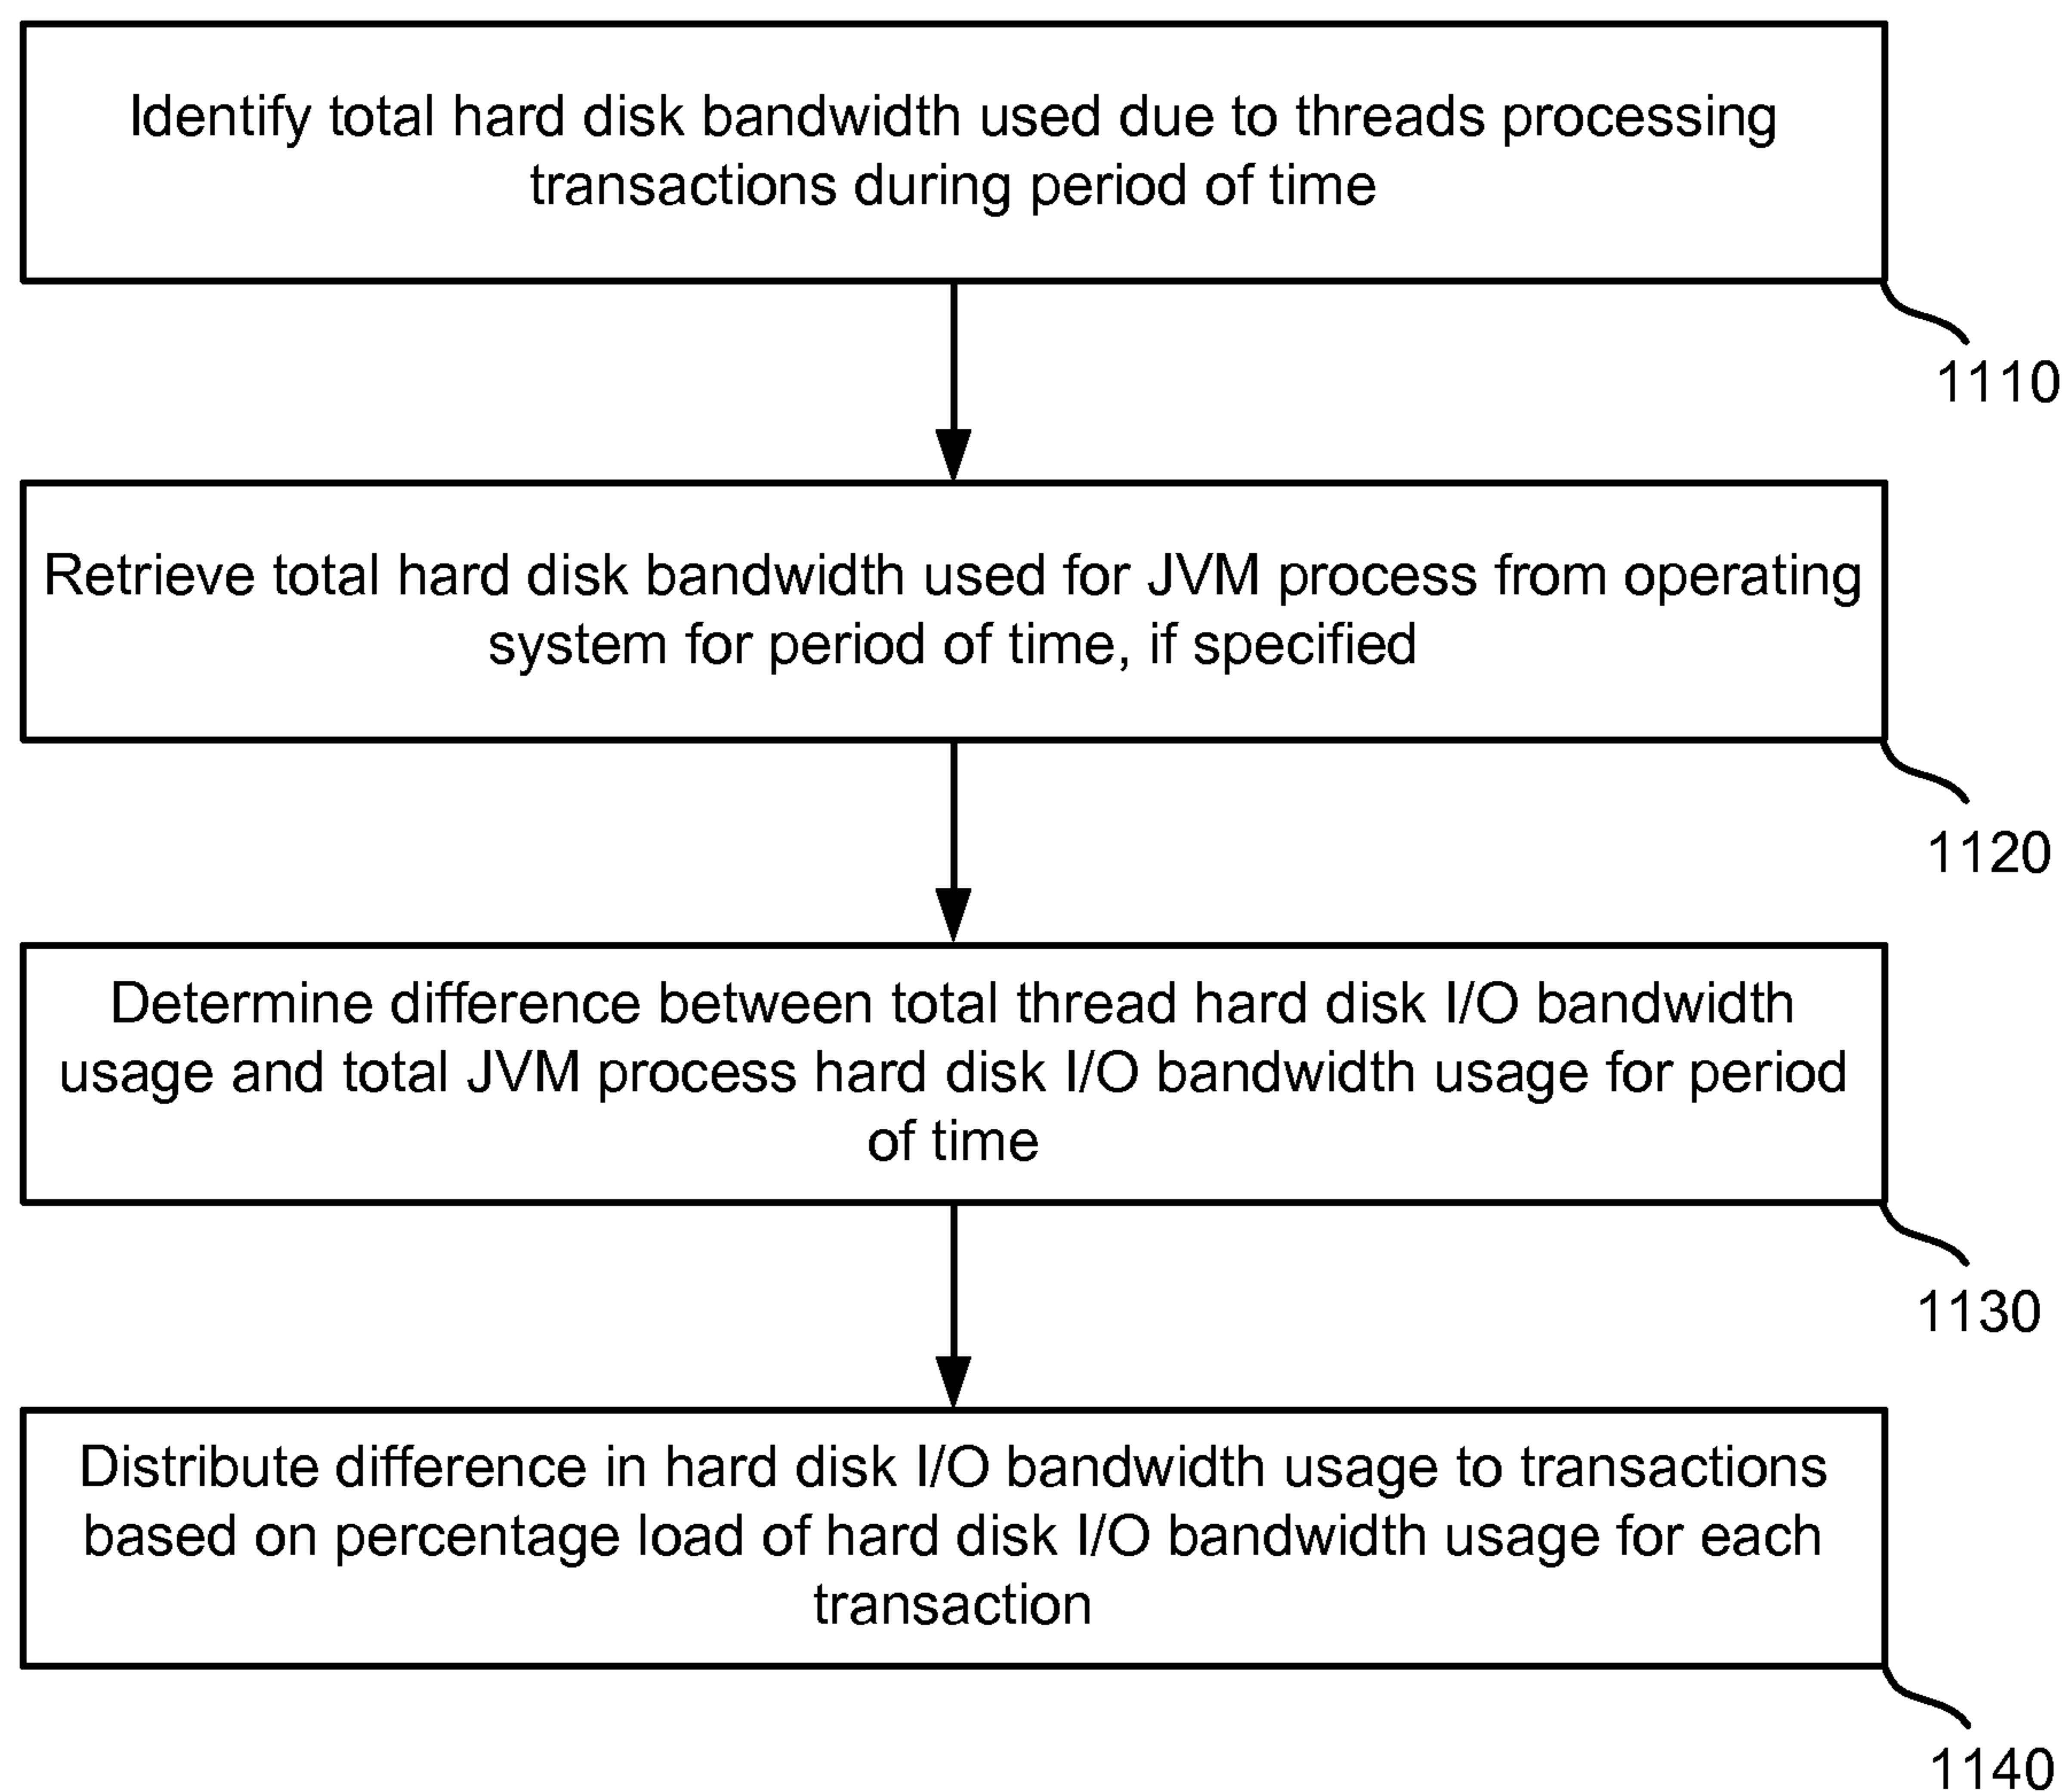 Identify total hard disk bandwidth used due to threads processing
transactions during period of time
1110
Retrieve total hard disk bandwidth used for JVM process from operating
system for period of time, if specified
1120
Determine difference between total thread hard disk I/O bandwidth
usage and total JVM process hard disk I/O bandwidth usage for period
of time
1130
Distribute difference in hard disk I/O bandwidth usage to transactions
based on percentage load of hard disk I/O bandwidth usage for each
transaction
1140